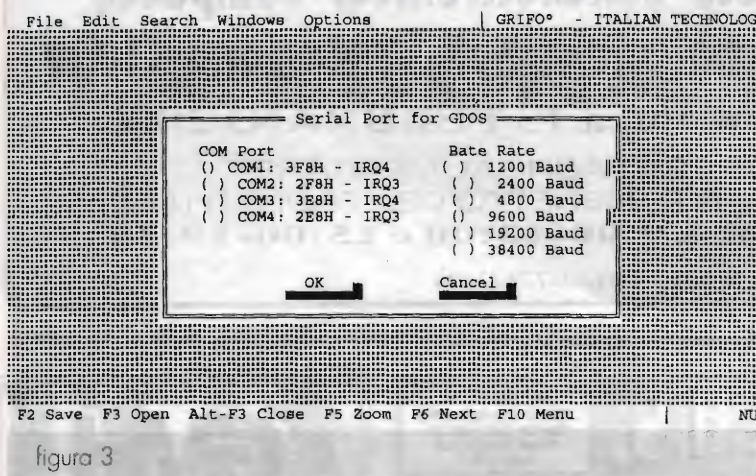 File Edit Search Windows Options | GRIFO° - ITALIAN TECHNOLOG
Serial Port for GDOS
COM Port Bate Rate
() COM1: 3F8H - IRQ4 ( ) 1200 Baud
( ) COM2: 2F8H - IRQ3 ( ) 2400 Baud
( ) COM3: 3E8H - IRQ4 ( ) 4800 Baud
( ) COM4: 2E8H - IRQ3 () 9600 Baud
( ) 19200 Baud
( ) 38400 Baud
OK Cancel
F2 Save F3 Open Alt-F3 Close F5 Zoom F6 Next F10 Menu | NU
figura 3